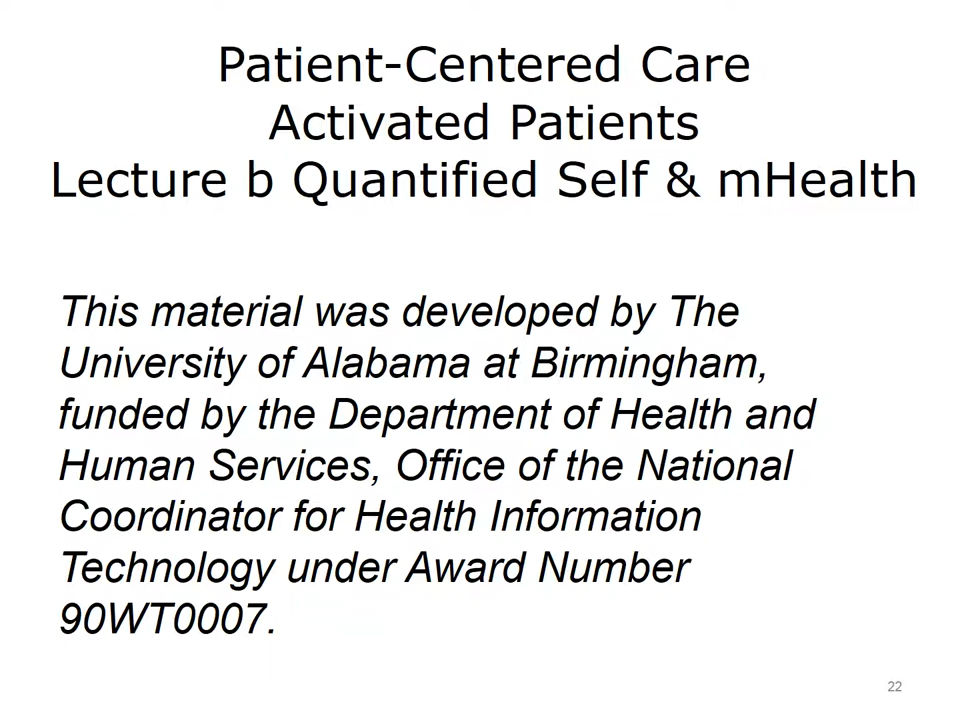 Patient-Centered Care
Activated Patients
Lecture b Quantified Self & mHealth
This material was developed by The
University of Alabama at Birmingham,
funded by the Department of Health and
Human Services, Office of the National
Coordinator for Health Information
Technology under Award Number
90WT0007.
22